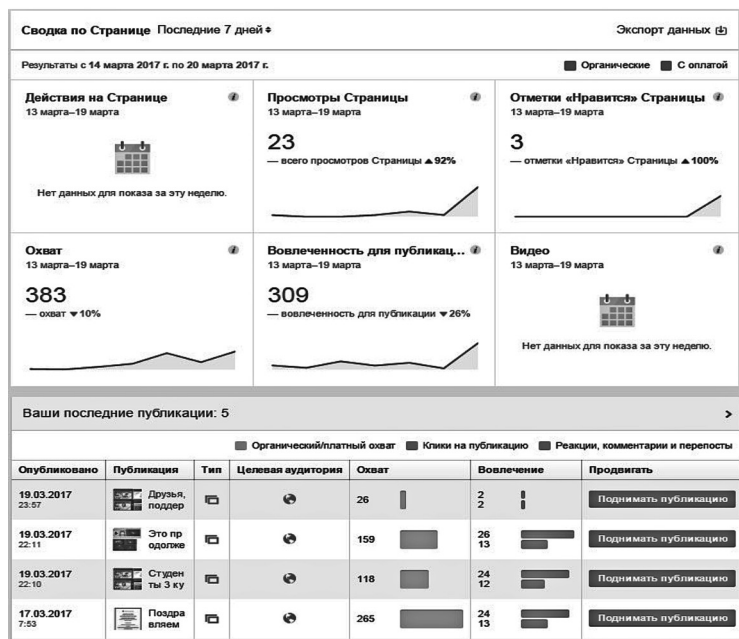 Сводка по Странице Последние 7 дней
Экспорт данных
Результаты с 14 марта 2017 г. по 20 марта 2017 г.
Органические С оплатой
Действия на Странице
13 марта–19 марта
Нет данных для показа за эту неделю.
Просмотры Страницы
13 марта–19 марта
23
— всего просмотров Страницы ▲92%
Отметки «Нравится» Страницы
13 марта–19 марта
3
— отметки «Нравится» Страницы ▲100%
Охват
13 марта–19 марта
383
— охват ▼10%
Вовлеченность для публикац...
13 марта–19 марта
309
— вовлеченность для публикации ▼26%
Видео
13 марта–19 марта
Нет данных для показа за эту неделю.
Ваши последние публикации: 5
Органический/платный охват Клики на публикацию Реакции, комментарии и перепосты
Опубликовано Публикация Тип Целевая аудитория Охват Вовлечение Продвигать
19.03.2017 Друзья, 26 2 Поднимать публикацию
23:57 поддер 2
19.03.2017 Это пр 159 26 Поднимать публикацию
22:11 одолже 13
19.03.2017 Студен 118 24 Поднимать публикацию
22:10 ты 3 ку 12
17.03.2017 Поздра 265 24 Поднимать публикацию
7:53 вляем 13